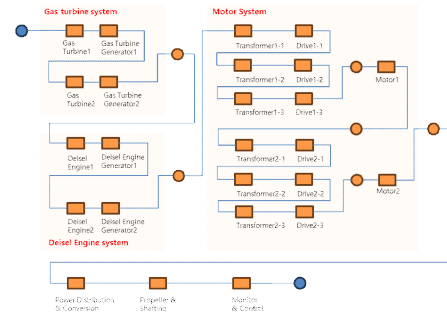 Gas turbine system
Motor System
Gas
Turbine1
Gas Turbine
Generator1
Gas
Turbine2
Gas Turbine
Generator2
Transformer1-1
Drive1-1
Transformer1-2
Drive1-2
Transformer1-3
Drive1-3
Motor1
Deisel
Engine1
Deisel Engine
Generator1
Deisel
Engine2
Deisel Engine
Generator2
Deisel Engine system
Transformer2-1
Drive2-1
Transformer2-2
Drive2-2
Transformer2-3
Drive2-3
Motor2
Power Distribution
& Conversion
Propeller &
Shafting
Monitor
& Control